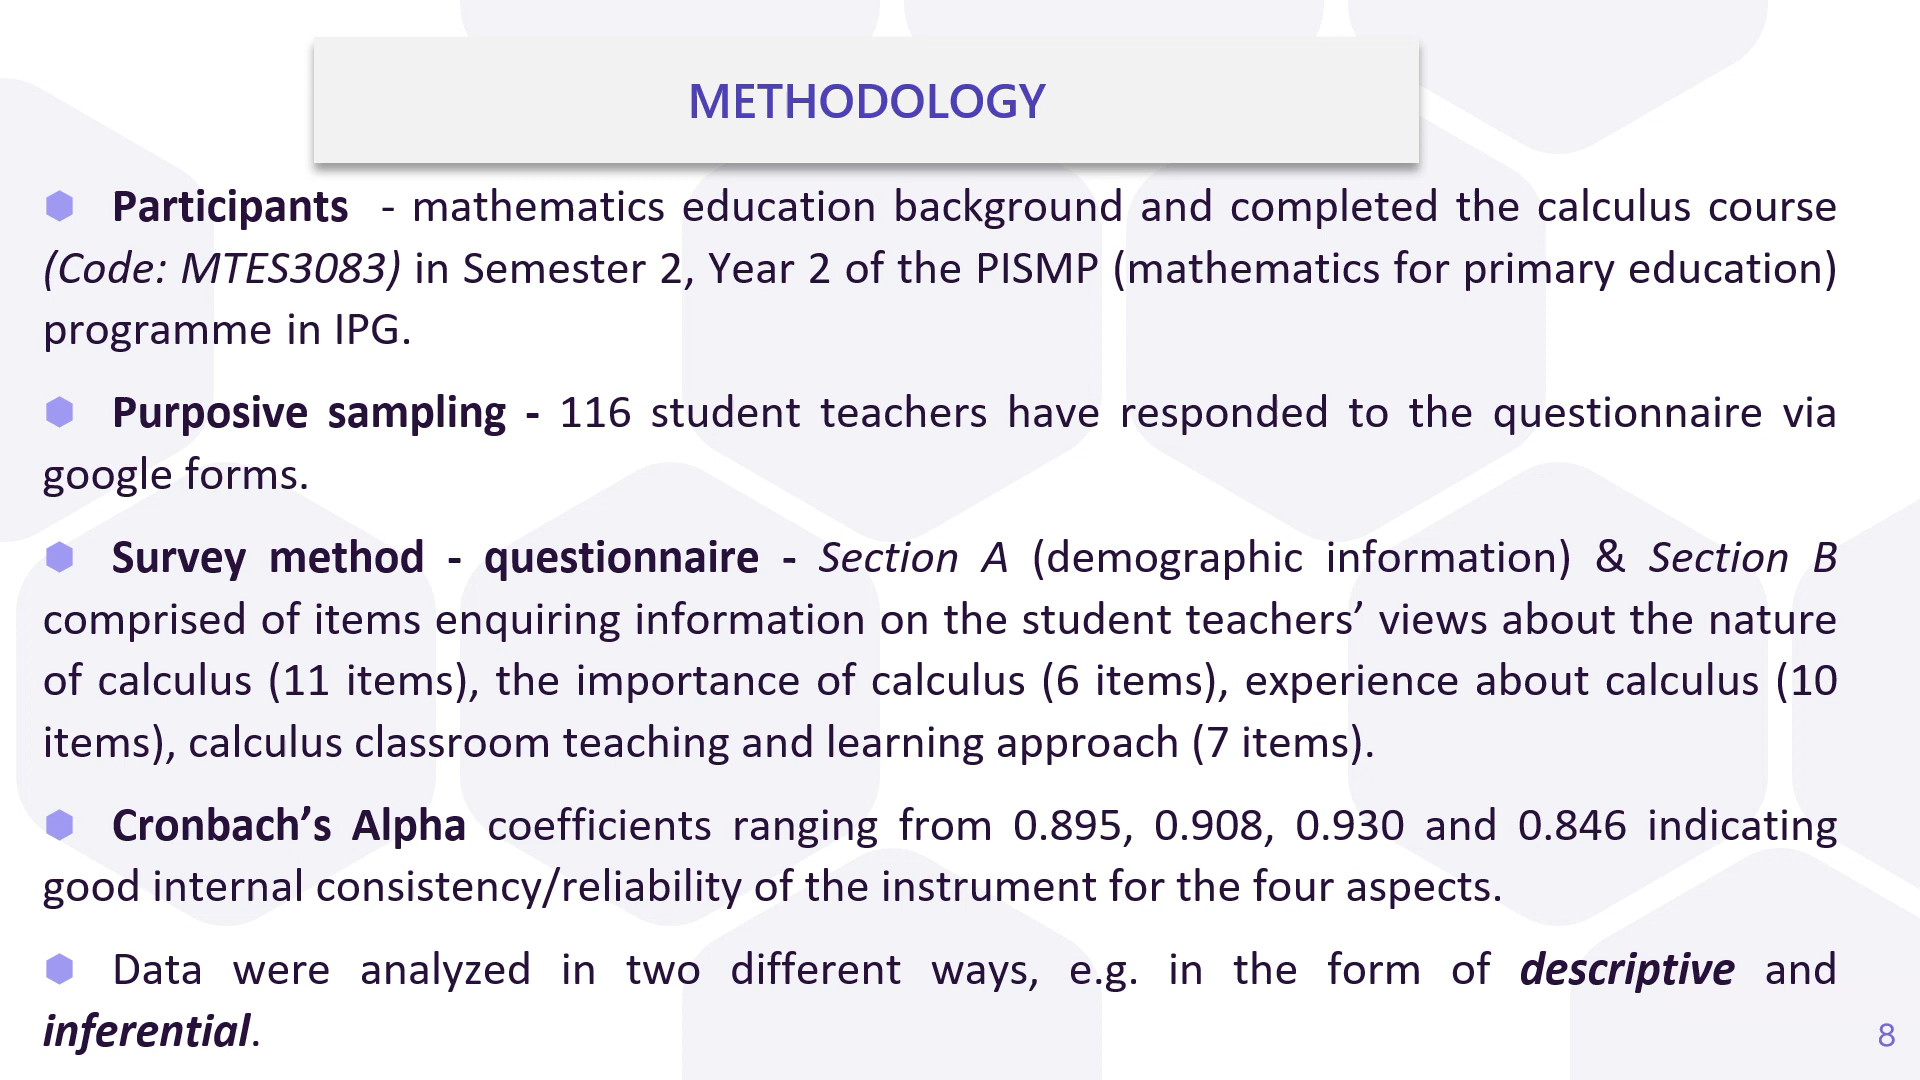 METHODOLOGY
Participants - mathematics education background and completed the calculus course
(Code: MTES3083) in Semester 2, Year 2 of the PISMP (mathematics for primary education)
programme in IPG.
Purposive sampling - 116 student teachers have responded to the questionnaire via
google forms.
Survey method - questionnaire - Section A (demographic information) & Section B
comprised of items enquiring information on the student teachers’ views about the nature
of calculus (11 items), the importance of calculus (6 items), experience about calculus (10
items), calculus classroom teaching and learning approach (7 items).
Cronbach’s Alpha coefficients ranging from 0.895, 0.908, 0.930 and 0.846 indicating
good internal consistency/reliability of the instrument for the four aspects.
Data were analyzed in two different ways, e.g. in the form of descriptive and
inferential.
8